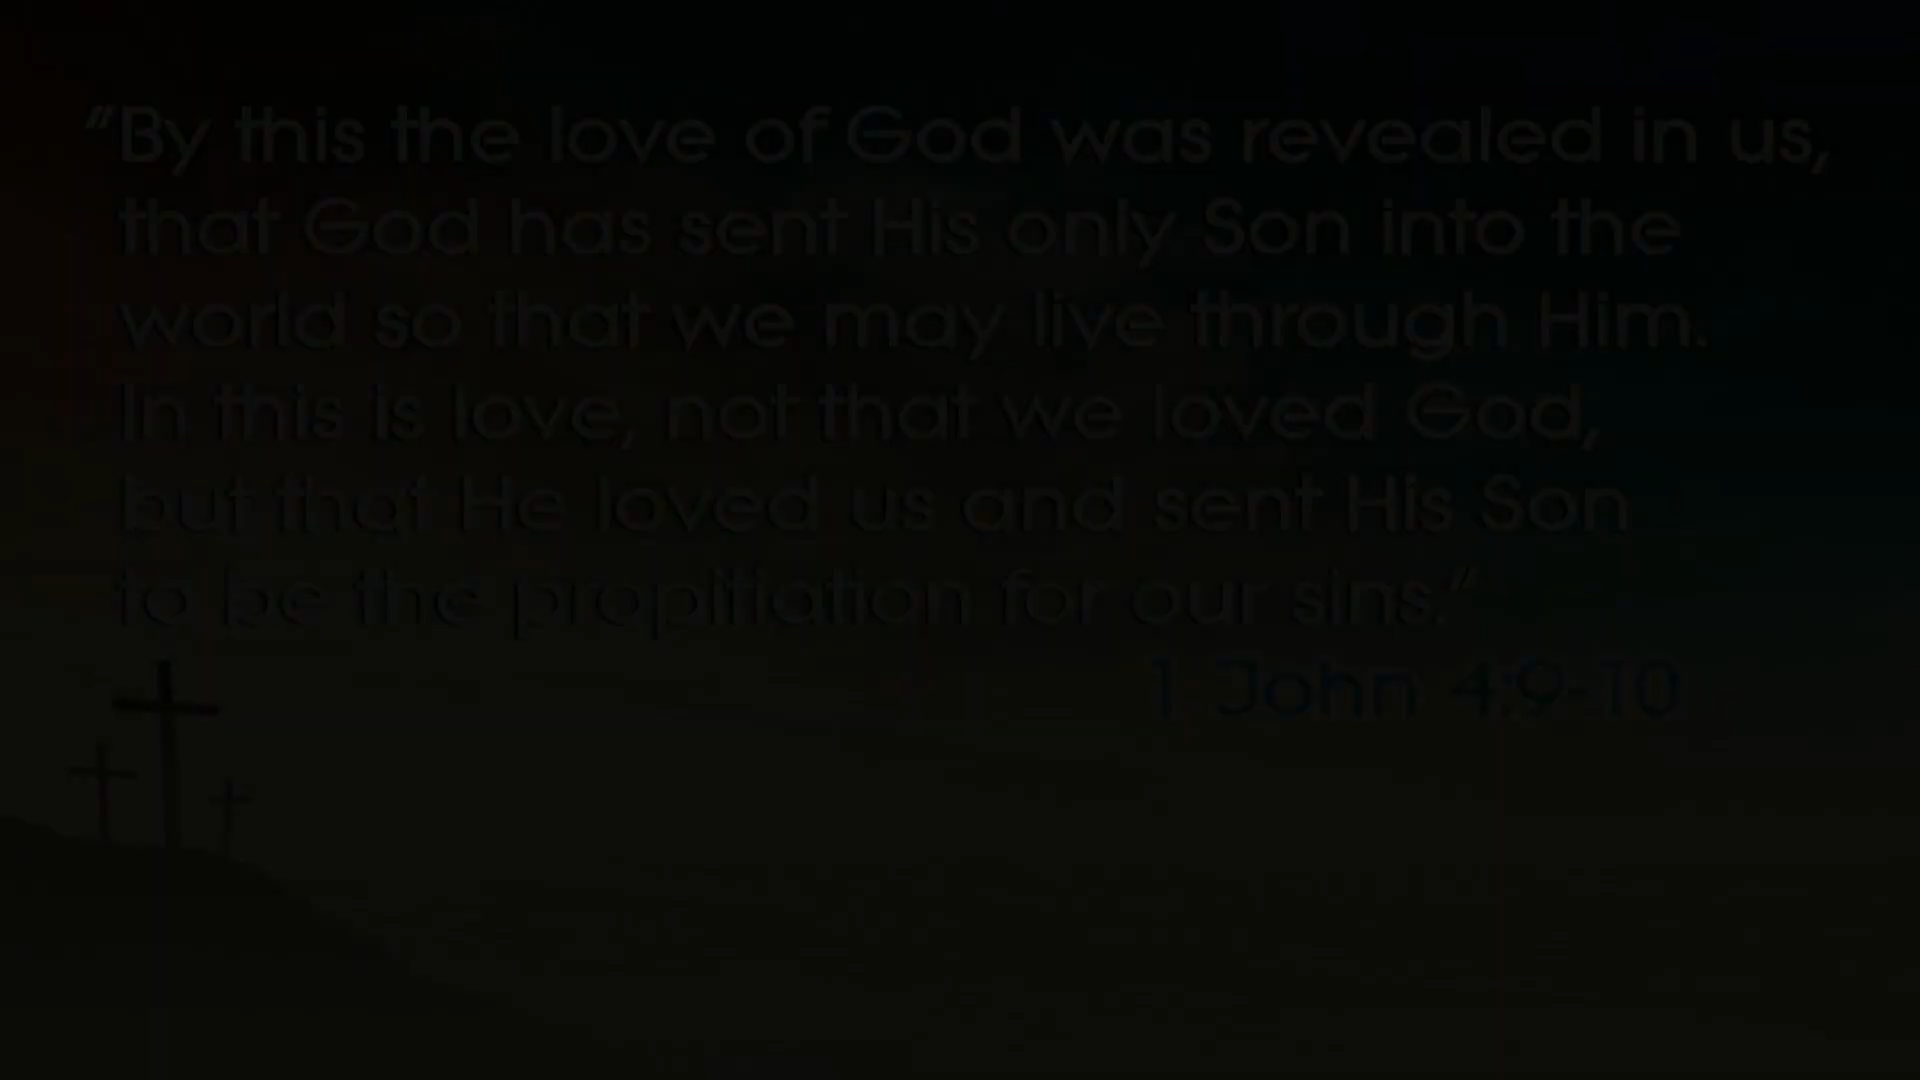 “By this the love of God was revealed in us,
that God has sent His only Son into the
world so that we may live through Him.
In this is love, not that we loved God,
but that He loved us and sent His Son
to be the propitiation for our sins.”
1 John 4:9-10